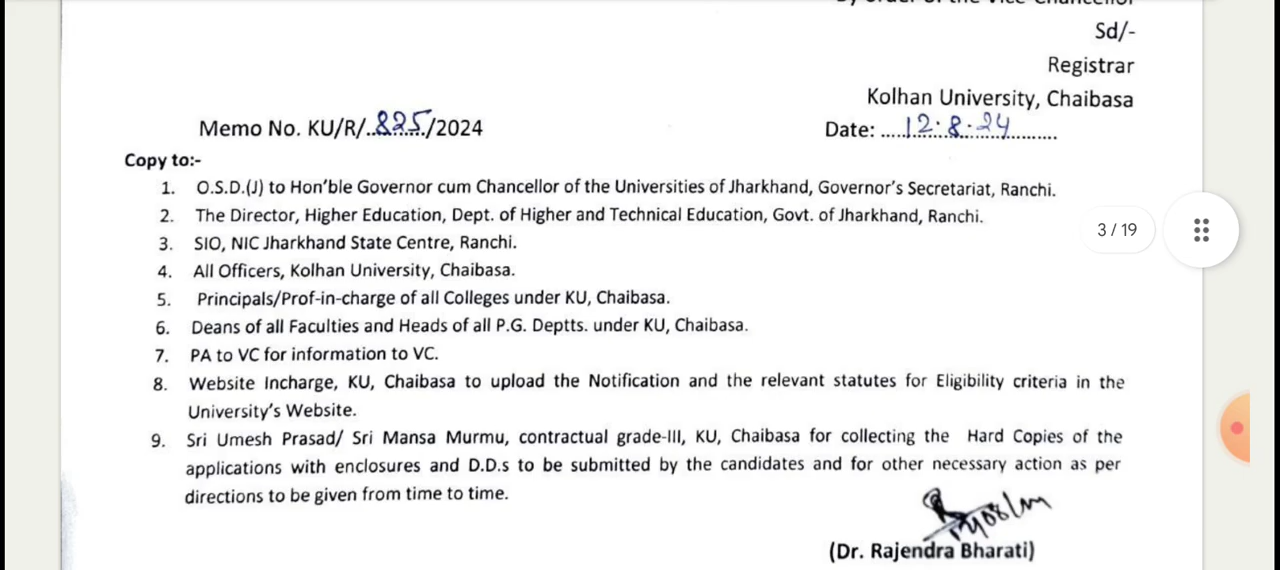 By Order of the Vice Chancellor
Sd/-
Registrar
Kolhan University, Chaibasa
Memo No. KU/R/..825./2024
Date: ....12.8.24..........
Copy to:-
1. O.S.D.(J) to Hon’ble Governor cum Chancellor of the Universities of Jharkhand, Governor’s Secretariat, Ranchi.
2. The Director, Higher Education, Dept. of Higher and Technical Education, Govt. of Jharkhand, Ranchi.
3 / 19
3. SIO, NIC Jharkhand State Centre, Ranchi.
4. All Officers, Kolhan University, Chaibasa.
5. Principals/Prof-in-charge of all Colleges under KU, Chaibasa.
6. Deans of all Faculties and Heads of all P.G. Deptts. under KU, Chaibasa.
7. PA to VC for information to VC.
8. Website Incharge, KU, Chaibasa to upload the Notification and the relevant statutes for Eligibility criteria in the
University’s Website.
9. Sri Umesh Prasad/ Sri Mansa Murmu, contractual grade-III, KU, Chaibasa for collecting the Hard Copies of the
applications with enclosures and D.D.s to be submitted by the candidates and for other necessary action as per
directions to be given from time to time.
(Dr. Rajendra Bharati)